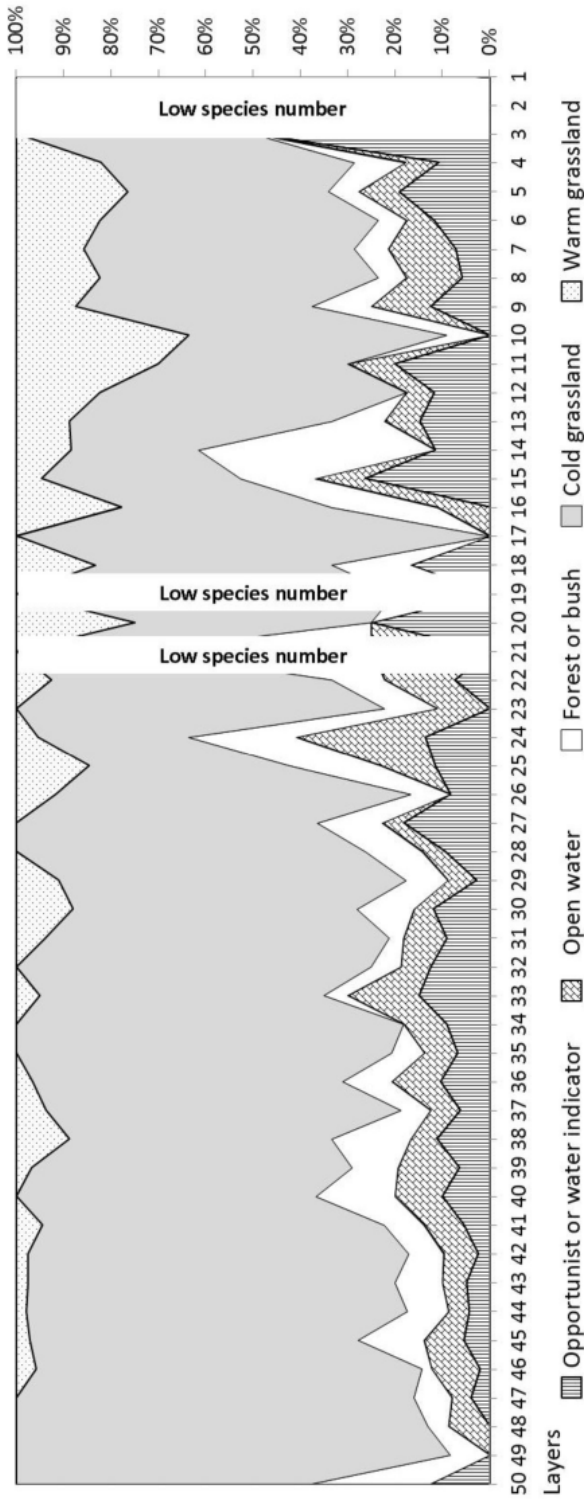 100%
90%
80%
70%
60%
50%
40%
30%
20%
10%
0%
Low species number
Low species number
Low species number
50 49 48 47 46 45 44 43 42 41 40 39 38 37 36 35 34 33 32 31 30 29 28 27 26 25 24 23 22 21 20 19 18 17 16 15 14 13 12 11 10 9 8 7 6 5 4 3 2 1
Layers
Opportunist or water indicator Open water Forest or bush Cold grassland Warm grassland